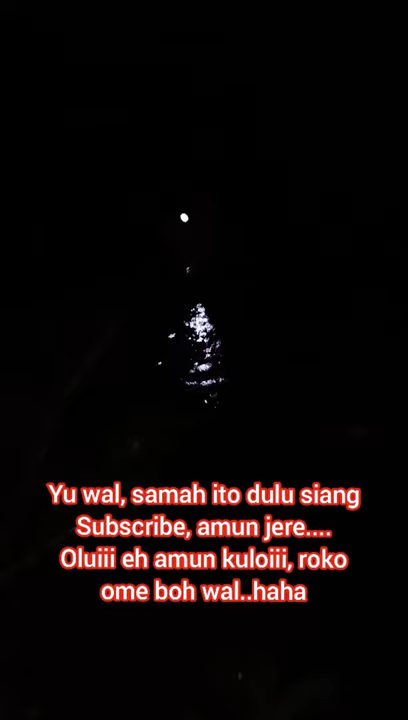 Yu wal, samah ito dulu siang
Subscribe, amun jere....
Oluiii eh amun kuloiii, roko
ome boh wal..haha